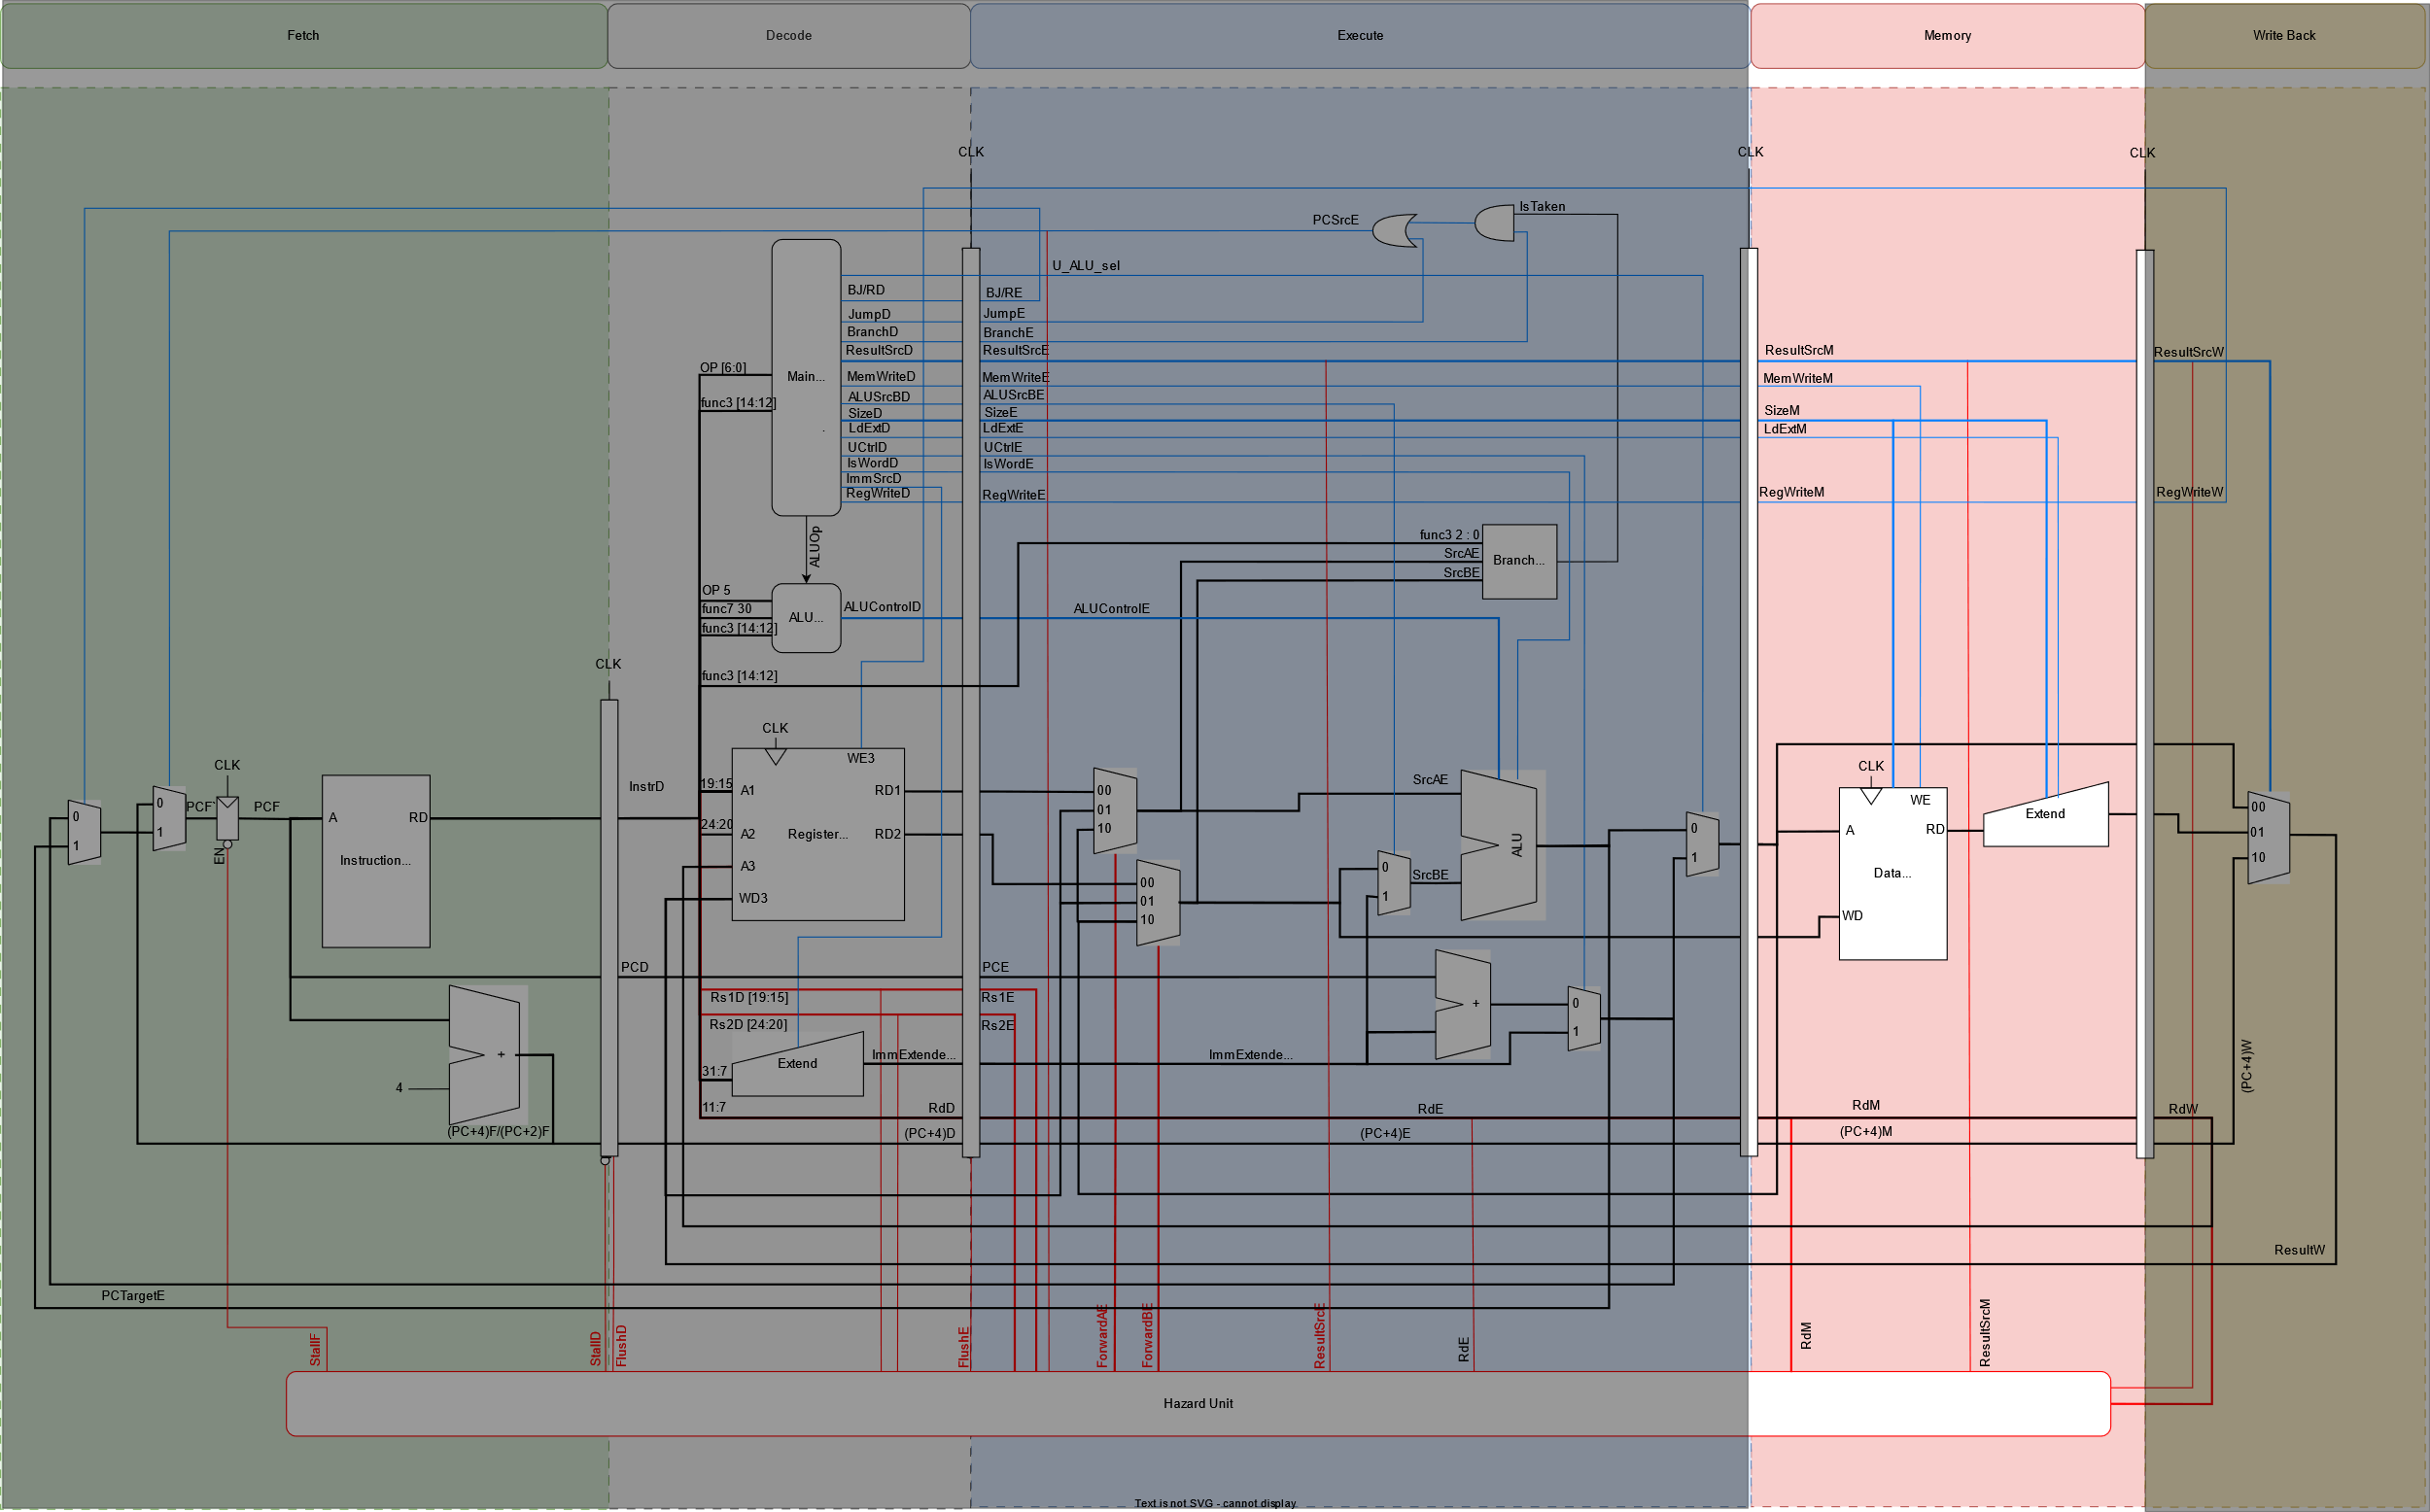 Fetch
Decode
Execute
Memory
Write Back
CLK
CLK
CLK
IsTaken
PCSrcE
U_ALU_sel
BJ/RD
BJ/RE
JumpD
JumpE
BranchD
BranchE
ResultSrcD
ResultSrcE
ResultSrcM
ResultSrcW
OP [6:0]
Main...
MemWriteD
MemWriteE
MemWriteM
func3 [14:12]
ALUSrcBD
ALUSrcBE
SizeD
SizeE
SizeM
.
LdExtD
LdExtE
LdExtM
UCtrlD
UCtrlE
IsWordD
IsWordE
ImmSrcD
RegWriteD
RegWriteE
RegWriteM
RegWriteW
ALUOp
func3 2 : 0
SrcAE
SrcBE
Branch...
OP 5
func7 30
func3 [14:12]
ALU...
ALUControlD
ALUControlE
CLK
func3 [14:12]
CLK
WE3
CLK
CLK
InstrD
19:15
A1
RD1
00
01
10
SrcAE
WE
0
1
PCF`
PCF
A
RD
24:20
A2
Register...
RD2
0
1
EN
Instruction...
A3
WD3
00
01
10
0
1
SrcBE
ALU
0
1
A
RD
Data...
WD
Extend
00
01
10
PCD
PCE
Rs1D [19:15]
Rs1E
Rs2D [24:20]
Rs2E
+
0
1
+
4
31:7
Extend
ImmExtende...
ImmExtende...
(PC+4)W
11:7
RdD
RdE
RdM
RdW
(PC+4)F/(PC+2)F
(PC+4)D
(PC+4)E
(PC+4)M
ResultW
PCTargetE
StallF
StallD
FlushD
FlushE
ForwardAE
ForwardBE
ResultSrcE
RdE
RdM
ResultSrcM
Hazard Unit
Text is not SVG - cannot display